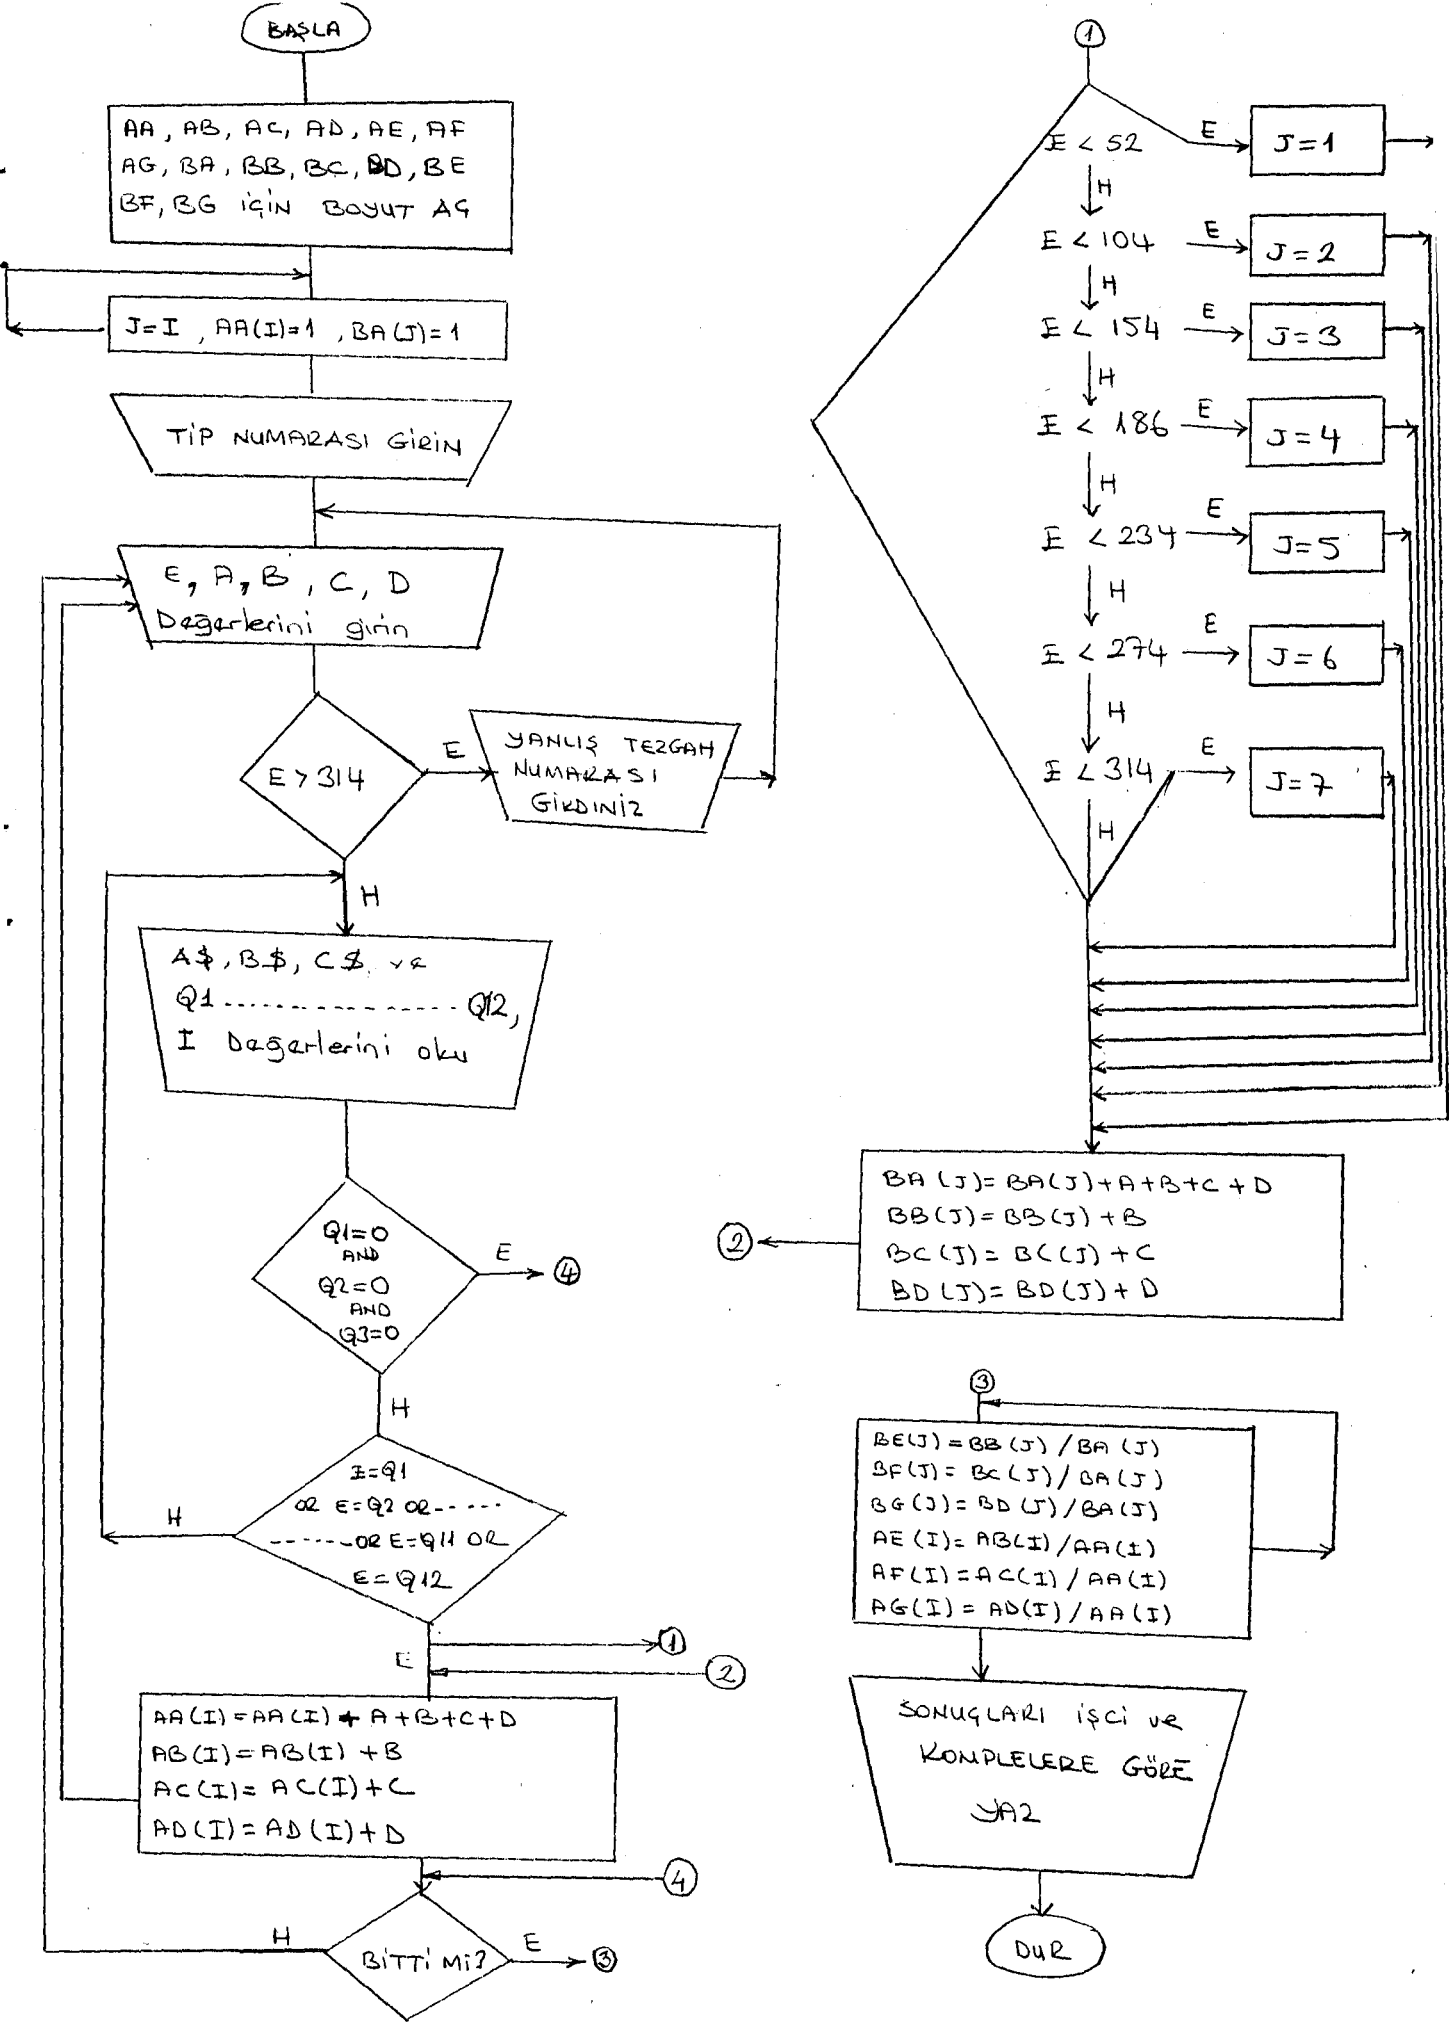 BAŞLA
AA, AB, AC, AD, AE, AF
AG, BA, BB, BC, BD, BE
BF, BG İÇİN BOYUT AÇ
J=I , AA(I)=1 , BA(J)=1
TİP NUMARASI GİRİN
E, A, B, C, D
Değerlerini girin
E > 314
E
YANLIŞ TEZGAH
NUMARASI
GİRDİNİZ
H
A$, B$, C$ ve
Q1 ................ Q12,
I Değerlerini oku
Q1=0
AND
Q2=0
AND
Q3=0
E
4
H
E=Q1
OR E=Q2 OR-----
------OR E=Q11 OR
E=Q12
H
1
E
2
AA(I)=AA(I)+A+B+C+D
AB(I)=AB(I)+B
AC(I)=AC(I)+C
AD(I)=AD(I)+D
4
H
BİTTİ Mİ?
E
3
1
E < 52
E
J=1
H
E < 104
E
J=2
H
E < 154
E
J=3
H
E < 186
E
J=4
H
E < 234
E
J=5
H
E < 274
E
J=6
H
E < 314
E
J=7
H
BA(J)=BA(J)+A+B+C+D
BB(J)=BB(J)+B
BC(J)=BC(J)+C
BD(J)=BD(J)+D
2
3
BE(J)=BB(J)/BA(J)
BF(J)=BC(J)/BA(J)
BG(J)=BD(J)/BA(J)
AE(I)=AB(I)/AA(I)
AF(I)=AC(I)/AA(I)
AG(I)=AD(I)/AA(I)
SONUÇLARI işçi ve
KOMPLELERE GÖRE
YAZ
DUR